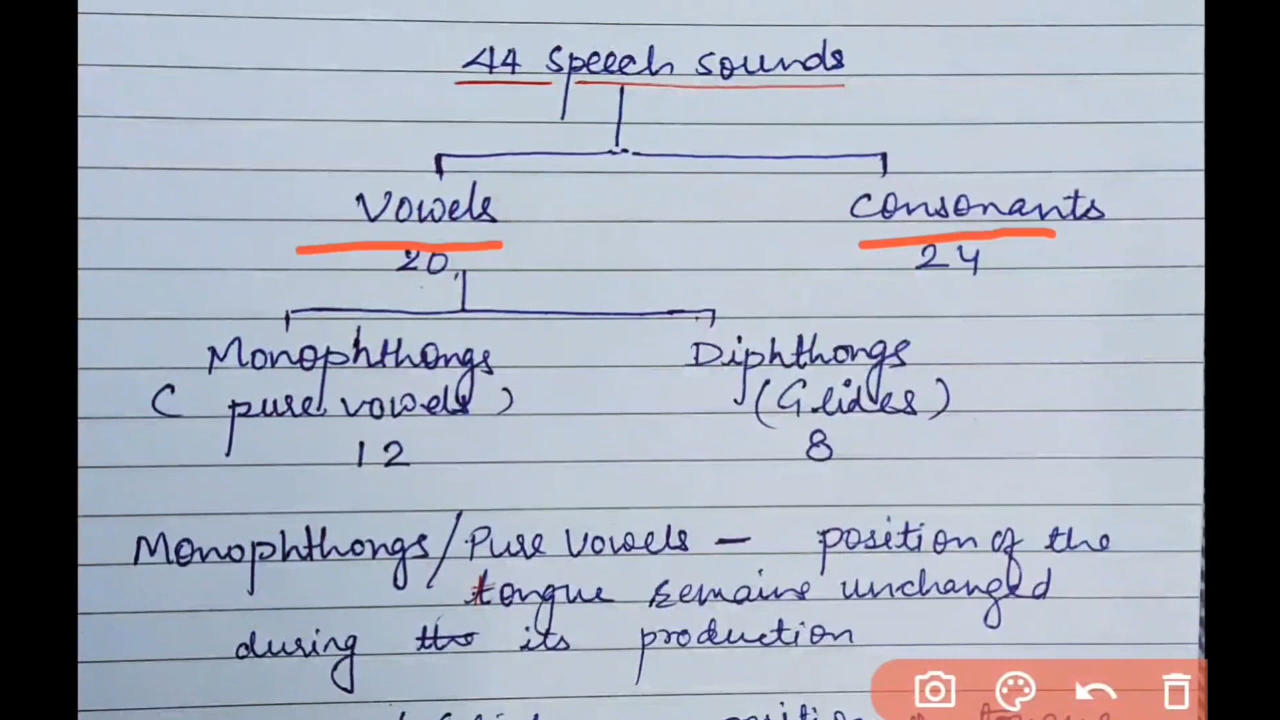 44 speech sounds
Vowels Consonants
20 24
Monophthongs Diphthongs
( pure vowels ) (Glides)
12 8
Monophthongs/Pure vowels – position of the
tongue remains unchanged
during its production